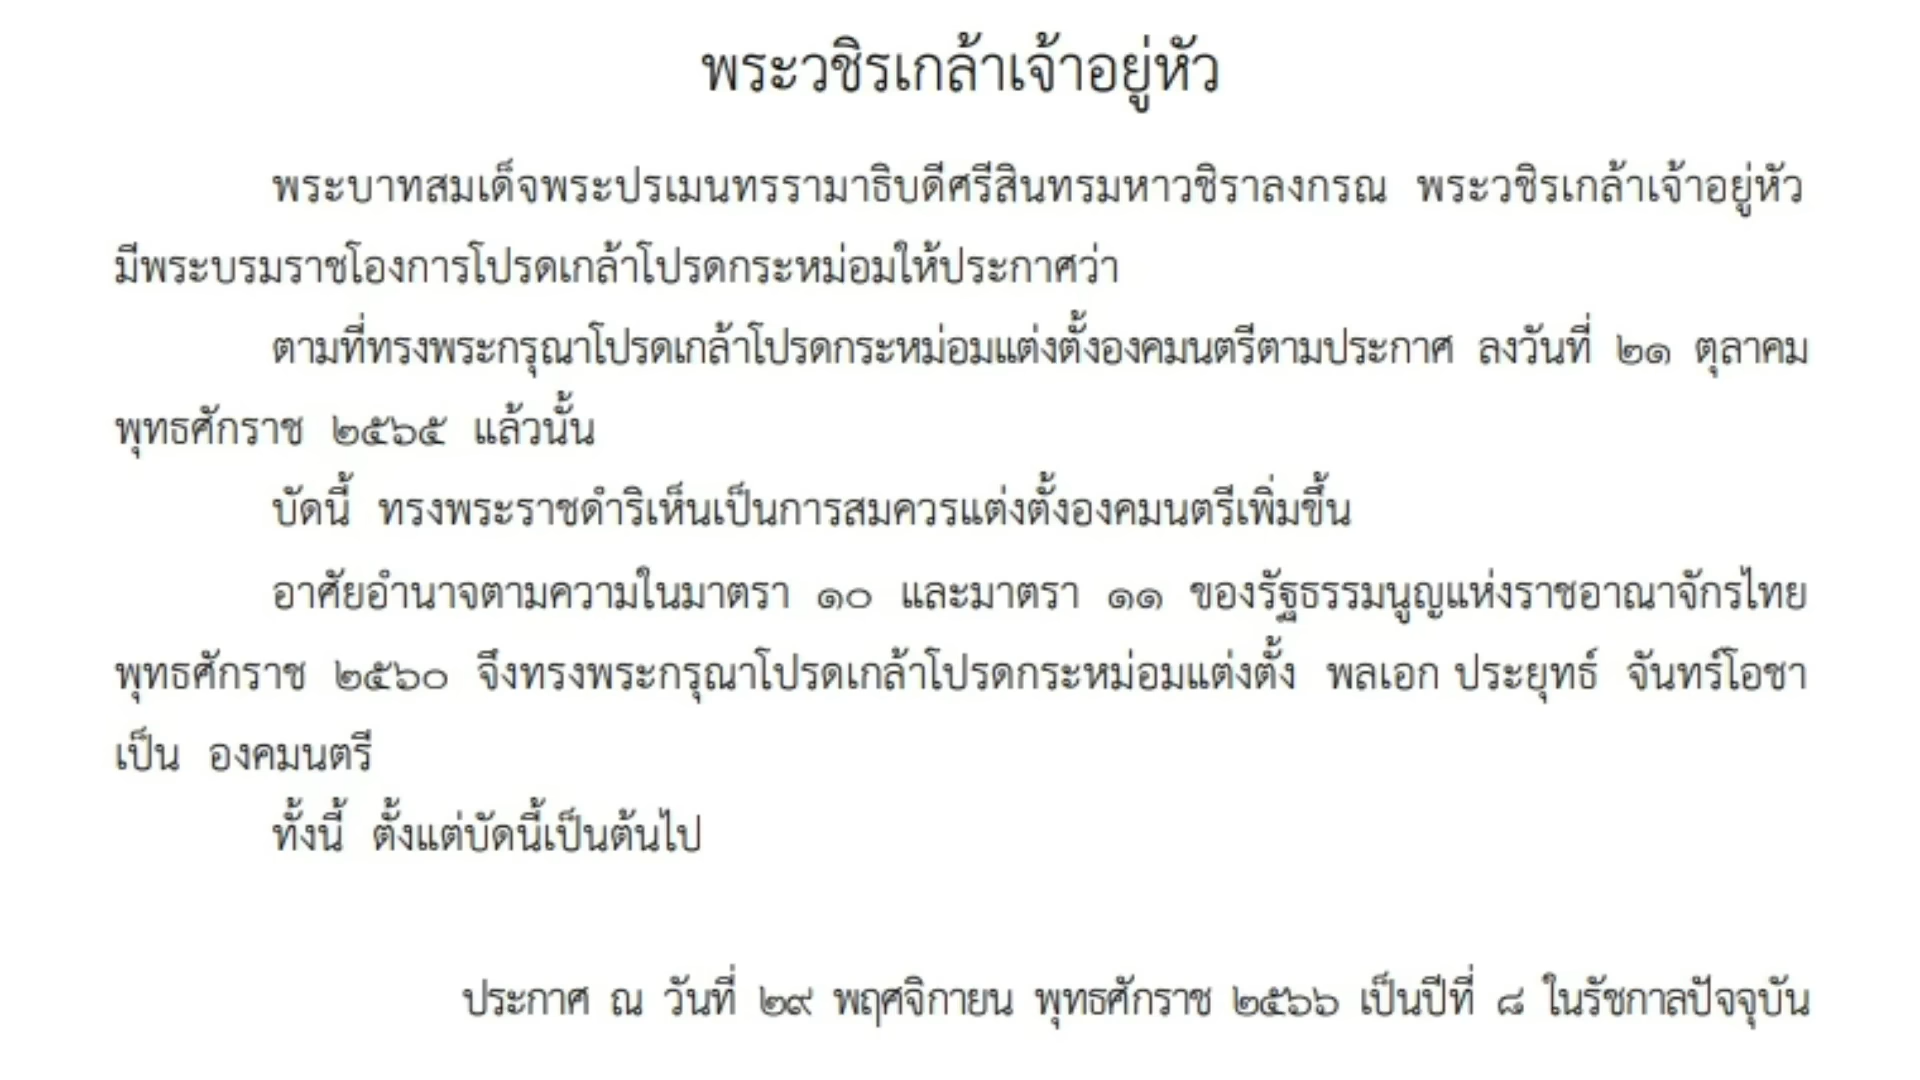 พระวชิรเกล้าเจ้าอยู่หัว
พระบาทสมเด็จพระปรเมนทรรามาธิบดีศรีสินทรมหาวชิราลงกรณ พระวชิรเกล้าเจ้าอยู่หัว
มีพระบรมราชโองการโปรดเกล้าโปรดกระหม่อมให้ประกาศว่า
ตามที่ทรงพระกรุณาโปรดเกล้าโปรดกระหม่อมแต่งตั้งองคมนตรีตามประกาศ ลงวันที่ ๒๑ ตุลาคม
พุทธศักราช ๒๕๖๕ แล้วนั้น
บัดนี้ ทรงพระราชดำริเห็นเป็นการสมควรแต่งตั้งองคมนตรีเพิ่มขึ้น
อาศัยอำนาจตามความในมาตรา ๑๐ และมาตรา ๑๑ ของรัฐธรรมนูญแห่งราชอาณาจักรไทย
พุทธศักราช ๒๕๖๐ จึงทรงพระกรุณาโปรดเกล้าโปรดกระหม่อมแต่งตั้ง พลเอก ประยุทธ์ จันทร์โอชา
เป็น องคมนตรี
ทั้งนี้ ตั้งแต่บัดนี้เป็นต้นไป
ประกาศ ณ วันที่ ๒๙ พฤศจิกายน พุทธศักราช ๒๕๖๖ เป็นปีที่ ๘ ในรัชกาลปัจจุบัน